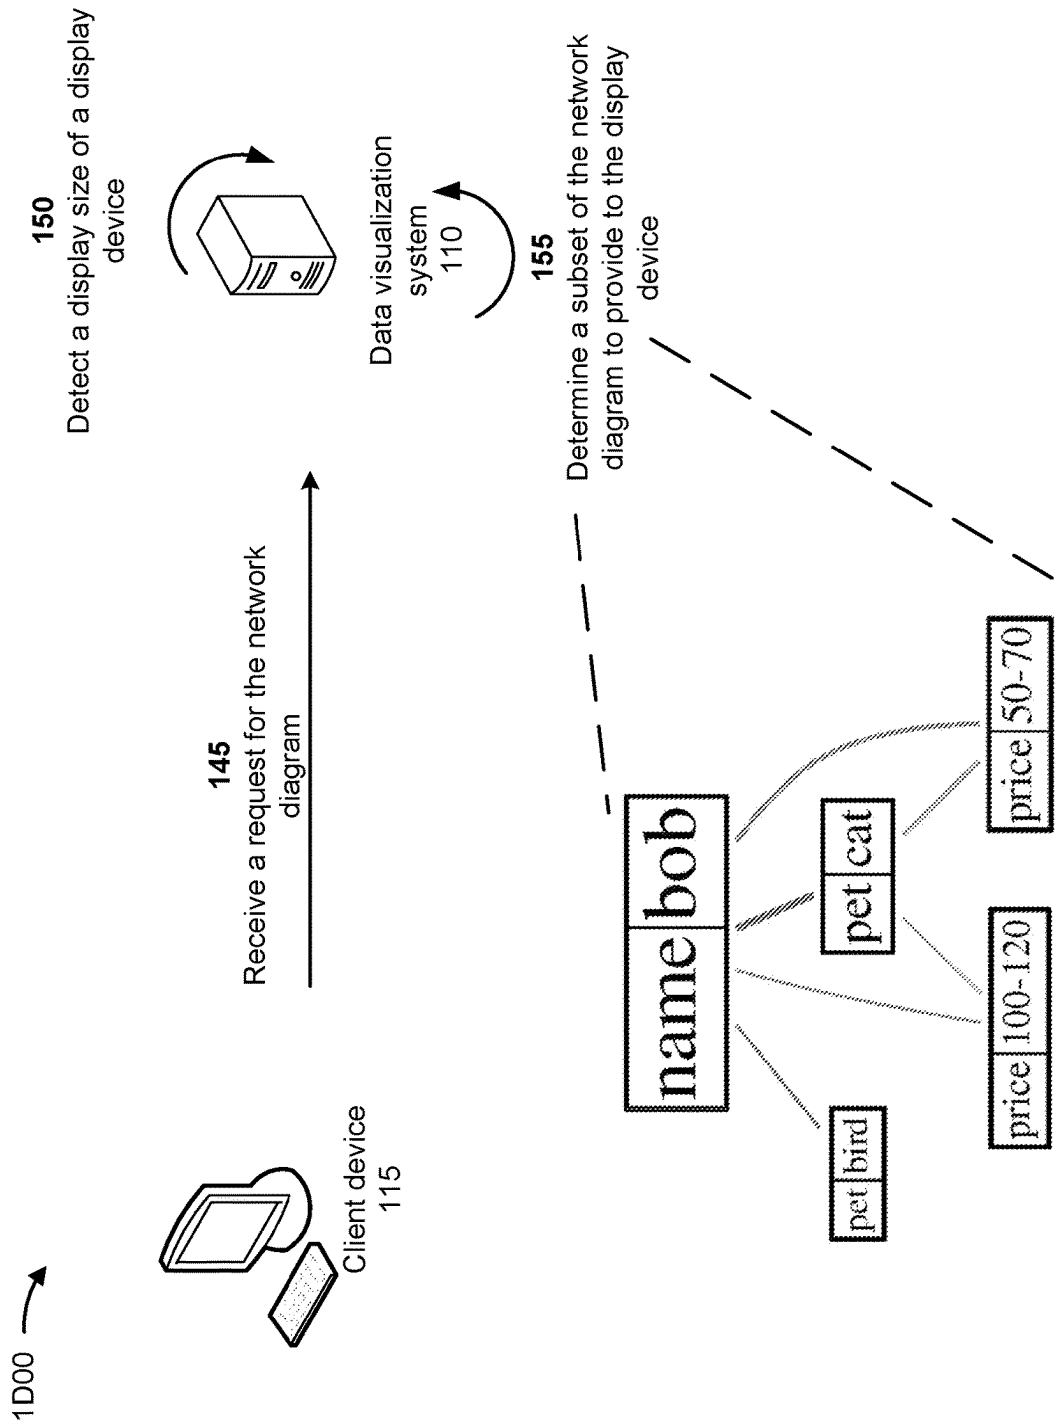 1D00
150
Detect a display size of a display
device
145
Receive a request for the network
diagram
Client device
115
Data visualization
system
110
155
Determine a subset of the network
diagram to provide to the display
device
name bob
pet bird
pet cat
price 100-120
price 50-70